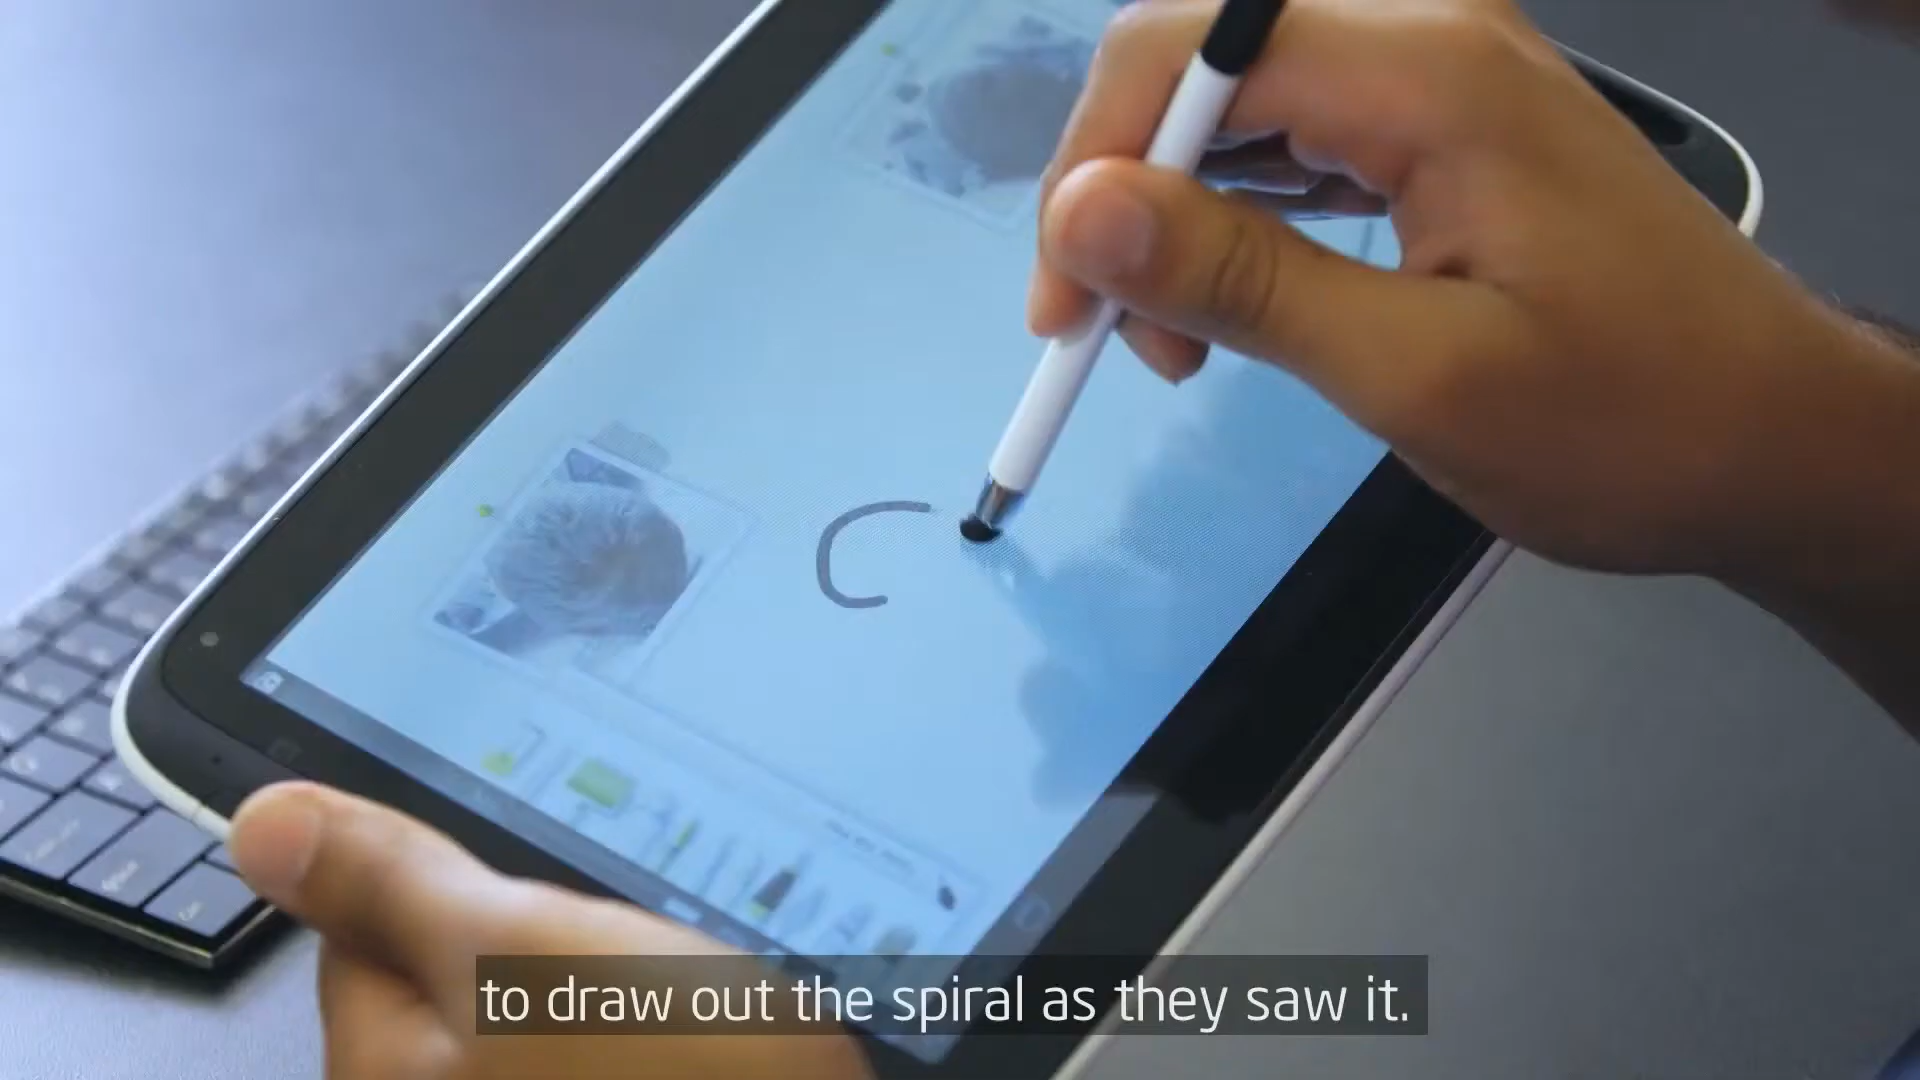 to draw out the spiral as they saw it.